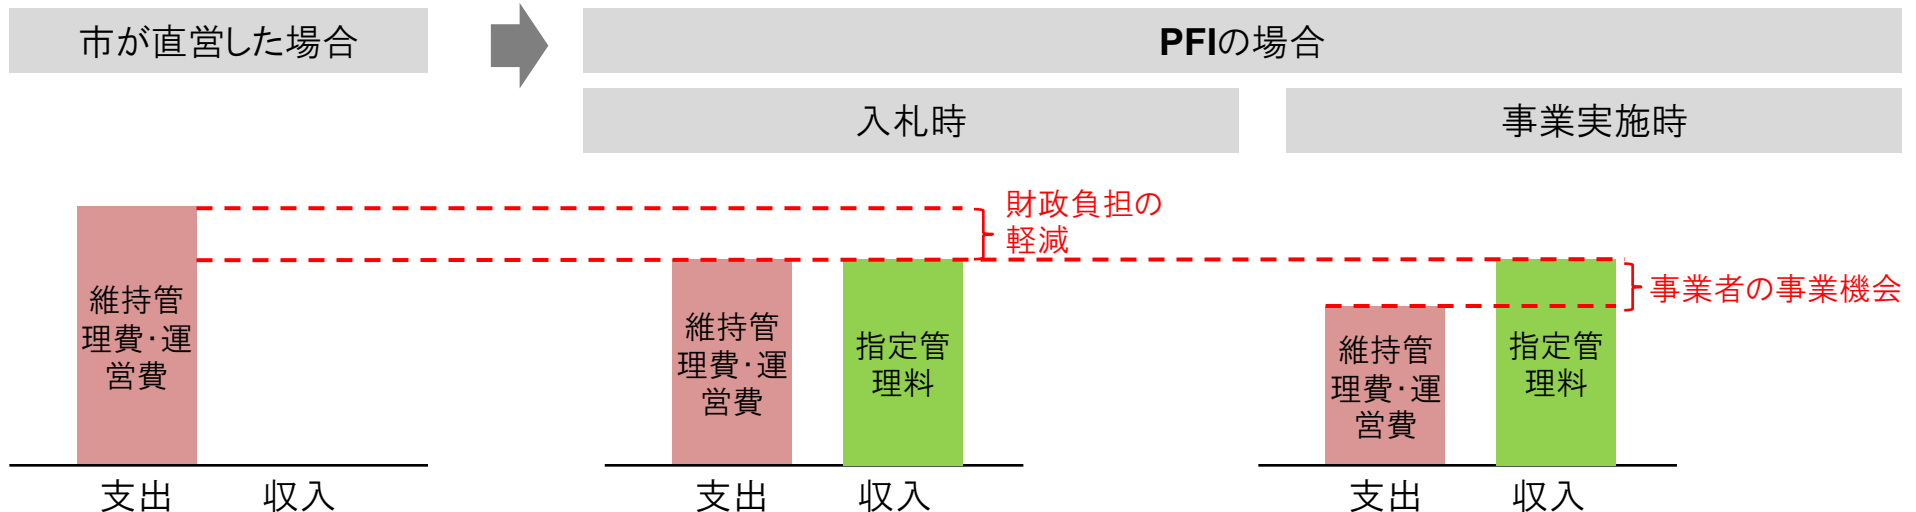 市が直営した場合
PFIの場合
入札時
事業実施時
財政負担の
軽減
事業者の事業機会
維持管
理費・運
営費
維持管
理費・運
営費
指定管
理料
維持管
理費・運
営費
指定管
理料
支出
収入
支出
収入
支出
収入